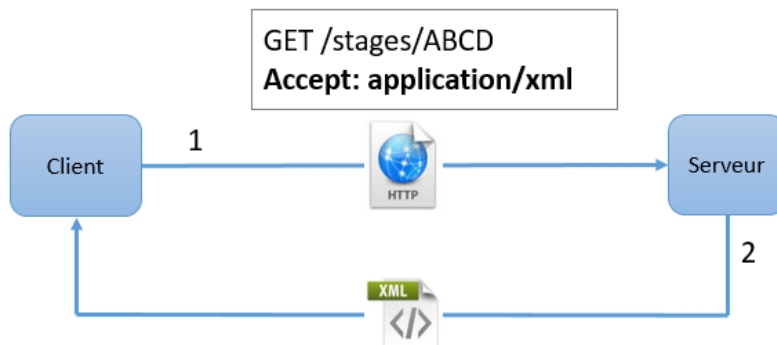 GET /stages/ABCD
Accept: application/xml
1
Client
HTTP
Serveur
2
XML
</>